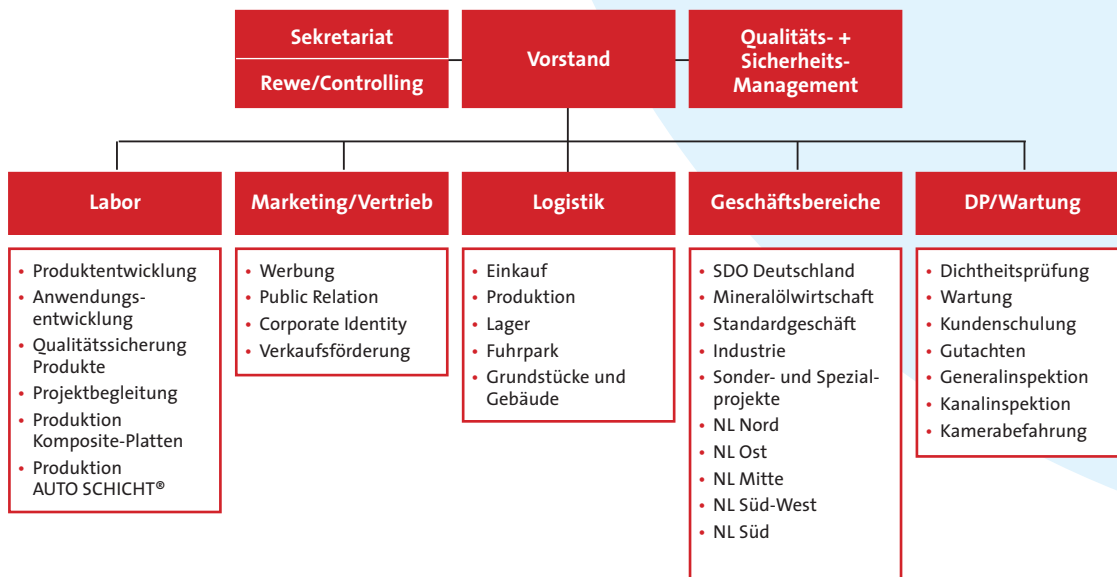 Sekretariat
Rewe/Controlling
Vorstand
Qualitäts- +
Sicherheits-
Management
Labor
• Produktentwicklung
• Anwendungs-
entwicklung
• Qualitätssicherung
Produkte
• Projektbegleitung
• Produktion
Komposite-Platten
• Produktion
AUTO SCHICHT®
Marketing/Vertrieb
• Werbung
• Public Relation
• Corporate Identity
• Verkaufsförderung
Logistik
• Einkauf
• Produktion
• Lager
• Fuhrpark
• Grundstücke und
Gebäude
Geschäftsbereiche
• SDO Deutschland
• Mineralölwirtschaft
• Standardgeschäft
• Industrie
• Sonder- und Spezial-
projekte
• NL Nord
• NL Ost
• NL Mitte
• NL Süd-West
• NL Süd
DP/Wartung
• Dichtheitsprüfung
• Wartung
• Kundenschulung
• Gutachten
• Generalinspektion
• Kanalinspektion
• Kamerabefahrung